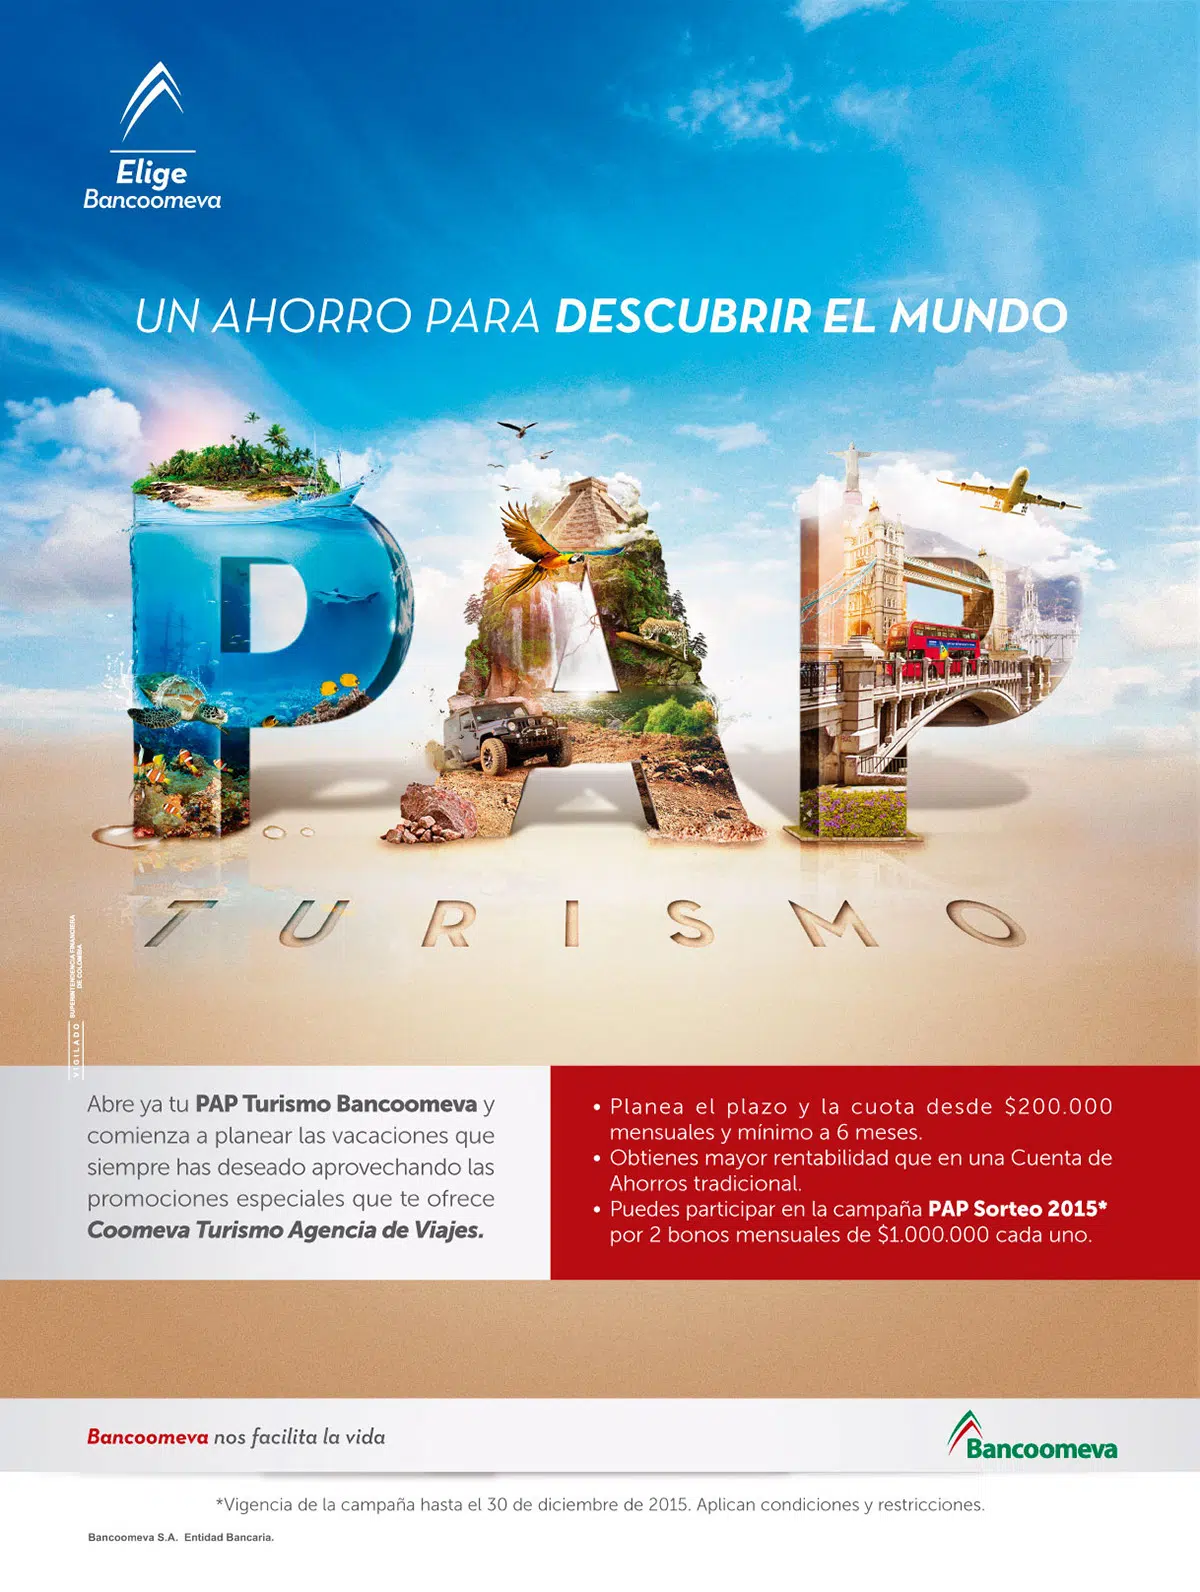 Elige
Bancoomeva
UN AHORRO PARA DESCUBRIR EL MUNDO
PAP
TURISMO
VIGILADO SUPERINTENDENCIA FINANCIERA
DE COLOMBIA
Abre ya tu PAP Turismo Bancoomeva y
comienza a planear las vacaciones que
siempre has deseado aprovechando las
promociones especiales que te ofrece
Coomeva Turismo Agencia de Viajes.
• Planea el plazo y la cuota desde $200.000
mensuales y mínimo a 6 meses.
• Obtienes mayor rentabilidad que en una Cuenta de
Ahorros tradicional.
• Puedes participar en la campaña PAP Sorteo 2015*
por 2 bonos mensuales de $1.000.000 cada uno.
Bancoomeva nos facilita la vida
Bancoomeva
*Vigencia de la campaña hasta el 30 de diciembre de 2015. Aplican condiciones y restricciones.
Bancoomeva S.A. Entidad Bancaria.